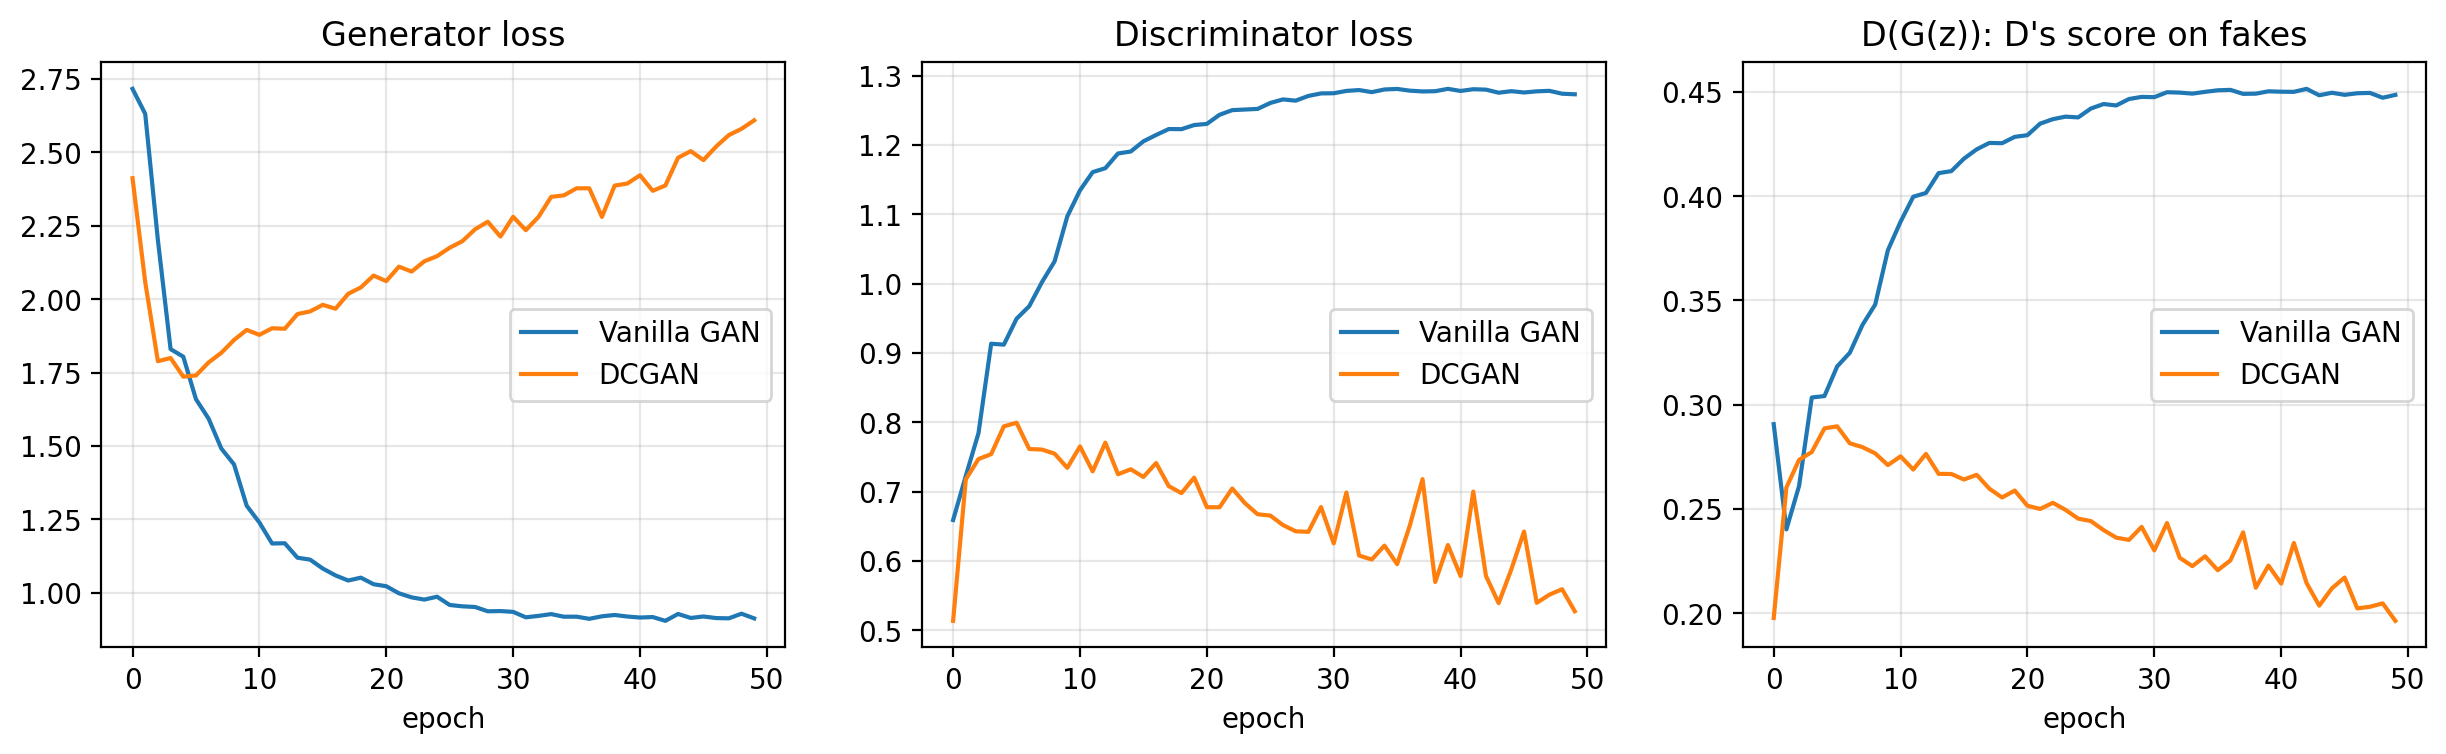 Generator loss
2.75
2.50
2.25
2.00
1.75
1.50
1.25
1.00
Vanilla GAN
DCGAN
0 10 20 30 40 50
epoch
Discriminator loss
1.3
1.2
1.1
1.0
0.9
0.8
0.7
0.6
0.5
Vanilla GAN
DCGAN
0 10 20 30 40 50
epoch
D(G(z)): D's score on fakes
0.45
0.40
0.35
0.30
0.25
0.20
Vanilla GAN
DCGAN
0 10 20 30 40 50
epoch